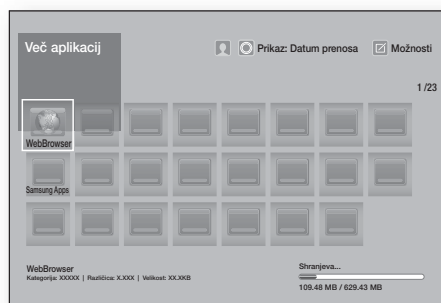 Več aplikacij
Prikaz: Datum prenosa
Možnosti
1 /23
WebBrowser
Samsung Apps
WebBrowser
Kategorija: XXXXX | Različica: X.XXX | Velikost: XX.XKB
Shranjeva...
109.48 MB / 629.43 MB